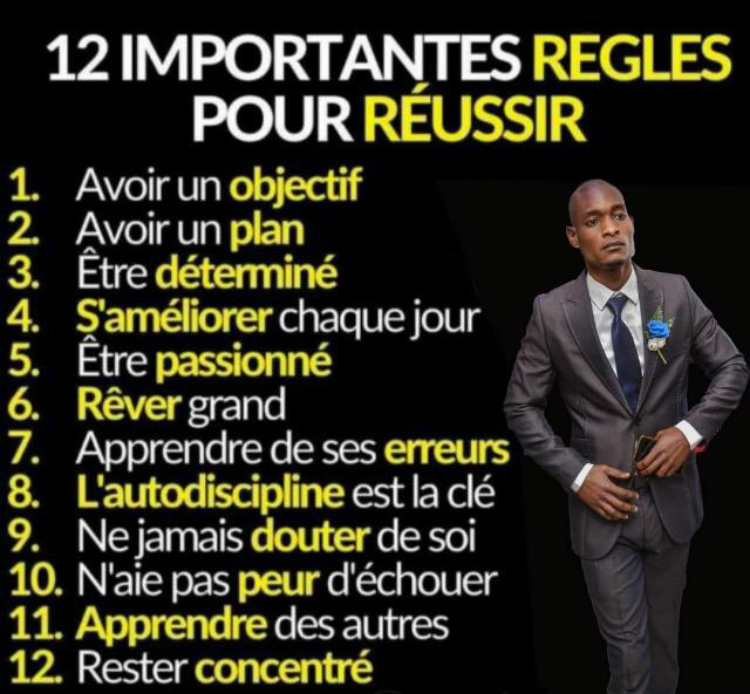 12 IMPORTANTES REGLES
POUR RÉUSSIR
1. Avoir un objectif
2. Avoir un plan
3. Être déterminé
4. S'améliorer chaque jour
5. Être passionné
6. Rêver grand
7. Apprendre de ses erreurs
8. L'autodiscipline est la clé
9. Ne jamais douter de soi
10. N'aie pas peur d'échouer
11. Apprendre des autres
12. Rester concentré